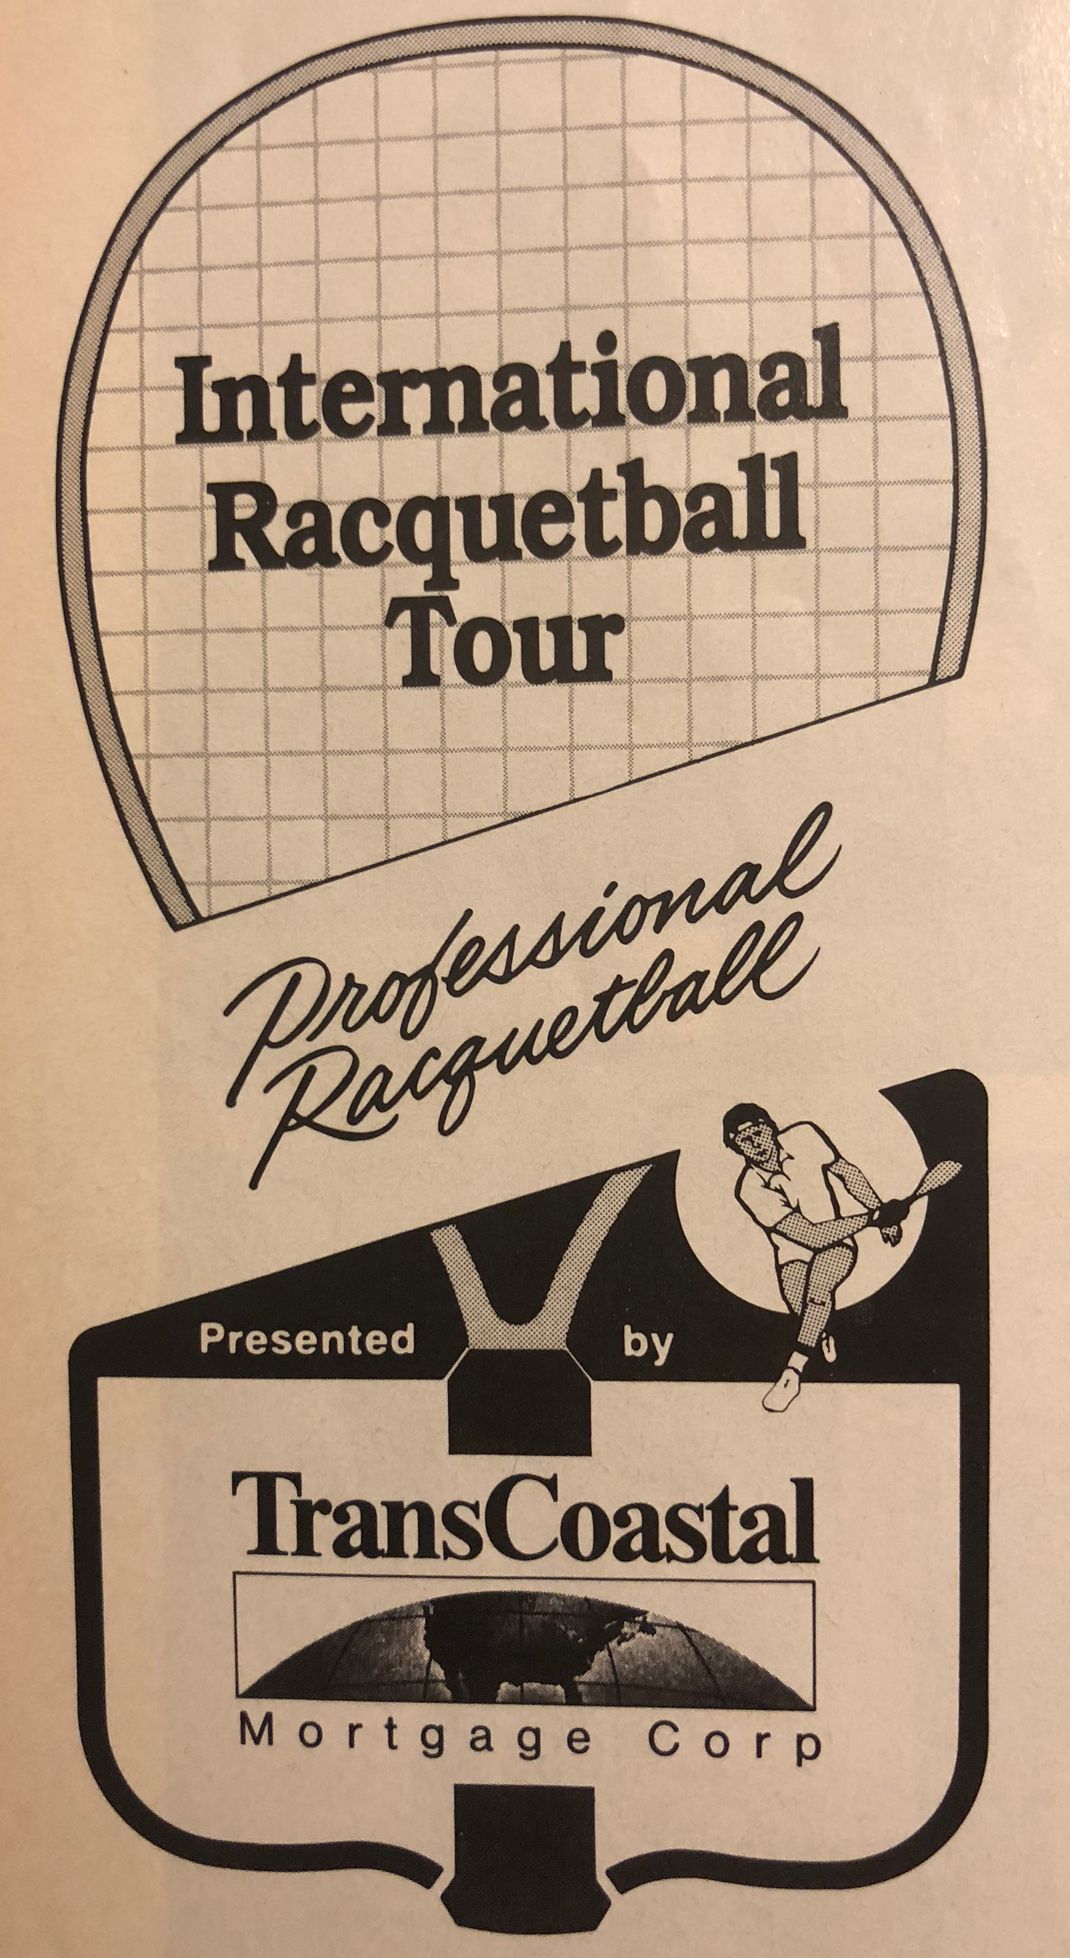 International
Racquetball
Tour
Professional
Racquetball
Presented by
TransCoastal
Mortgage Corp